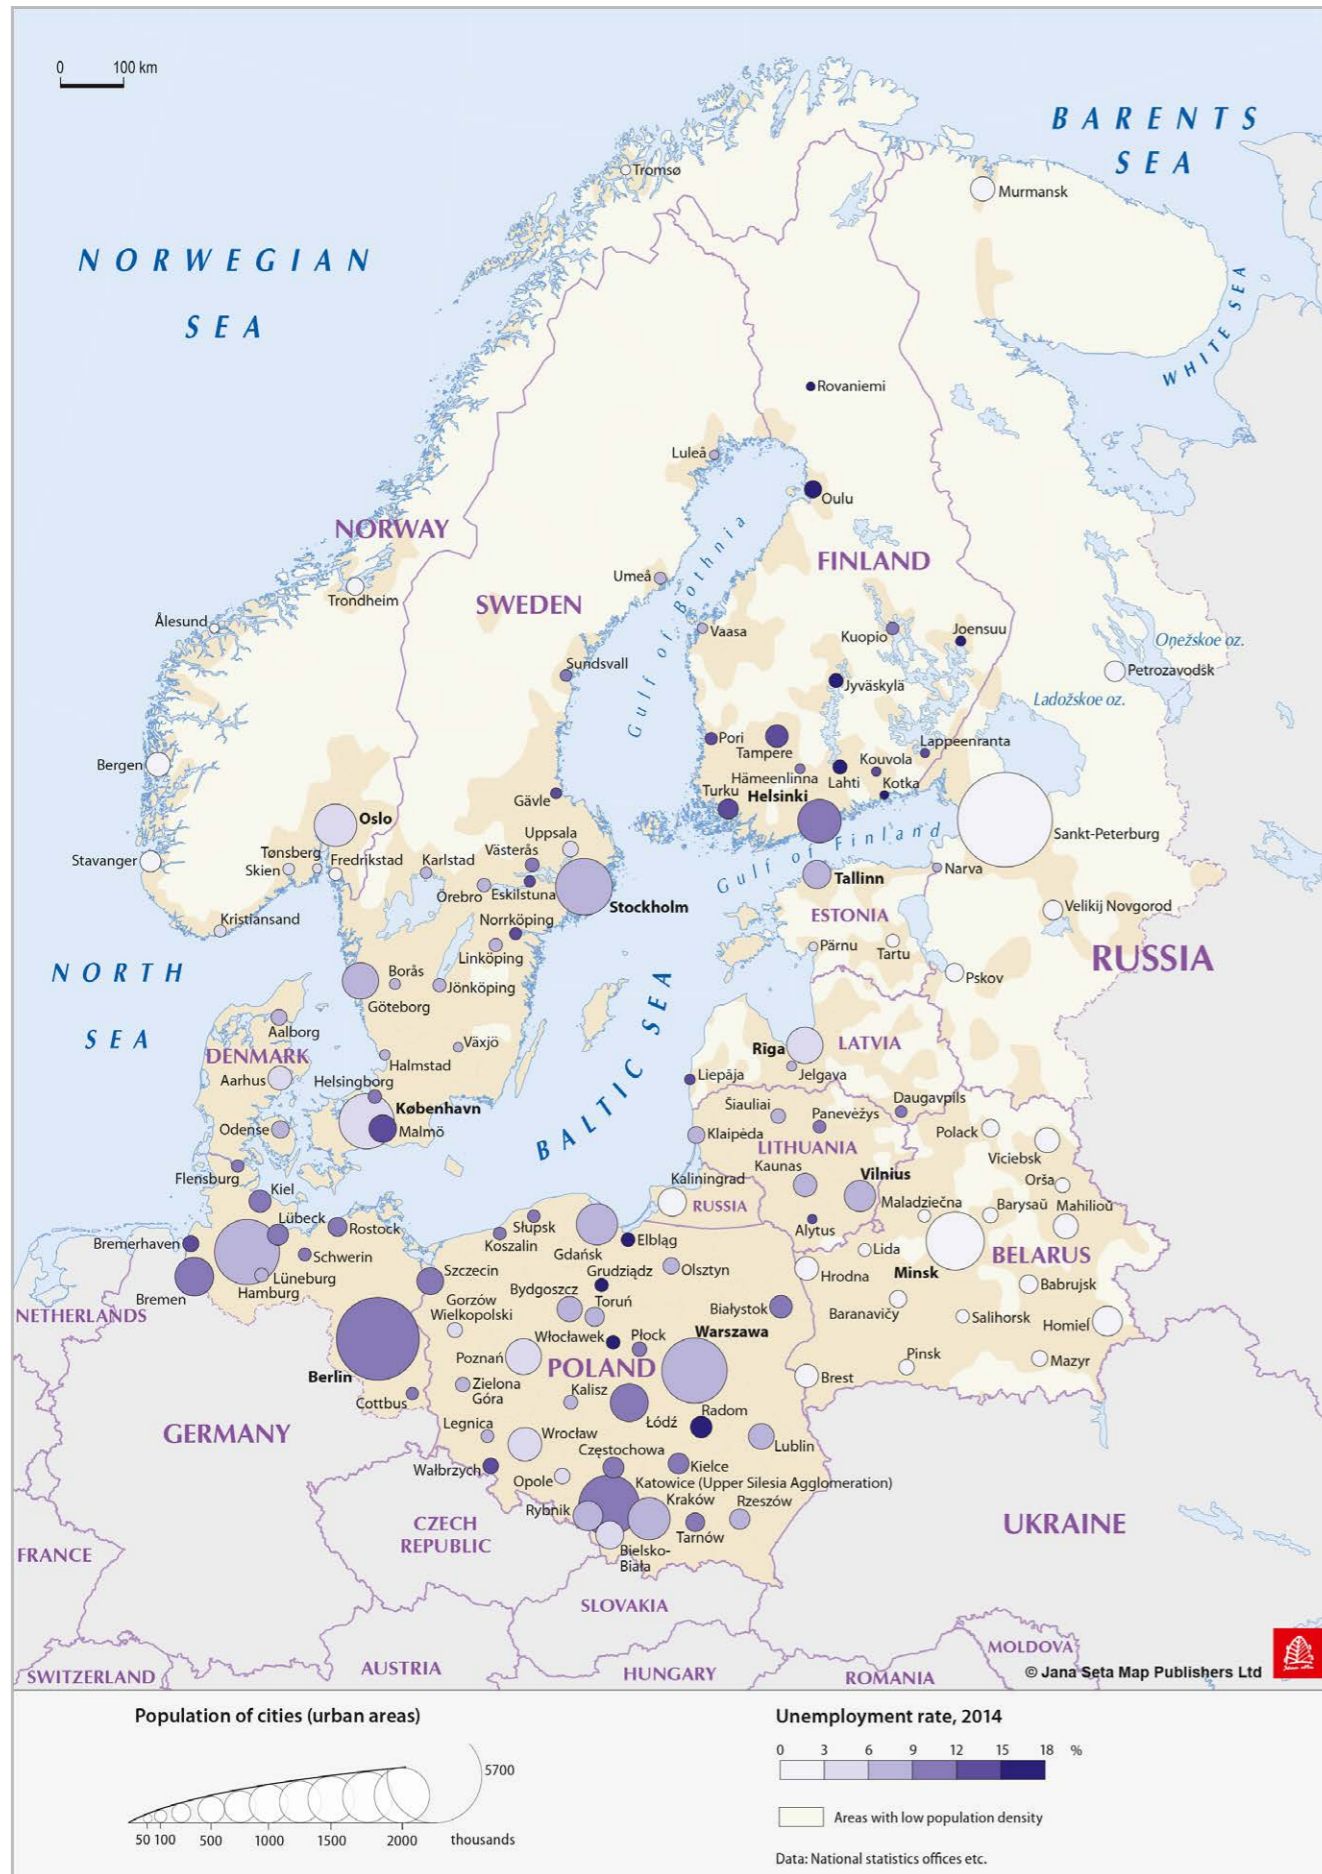 0 100 km
BARENTS
SEA
Tromsø
Murmansk
NORWEGIAN
SEA
WHITE SEA
Rovaniemi
Luleå
Oulu
NORWAY
FINLAND
Umeå
Trondheim
SWEDEN
Gulf of Bothnia
Ålesund
Vaasa
Kuopio
Joensuu
Onežskoe oz.
Sundsvall
Petrozavodsk
Jyväskylä
Ladožskoe oz.
Pori
Tampere
Lappeenranta
Bergen
Hämeenlinna
Kouvola
Lahti
Kotka
Gävle
Turku
Helsinki
Oslo
Uppsala
Gulf of Finland
Sankt-Peterburg
Stavanger
Tønsberg
Fredrikstad
Skien
Karlstad
Västerås
Örebro
Eskilstuna
Tallinn
Narva
Stockholm
Velikij Novgorod
Kristiansand
Norrköping
ESTONIA
Linköping
Pärnu
Tartu
NORTH
SEA
RUSSIA
Borås
Jönköping
Göteborg
Pskov
Aalborg
BALTIC SEA
DENMARK
Halmstad
Växjö
Rīga
LATVIA
Jelgava
Aarhus
Helsingborg
Liepāja
København
Šiauliai
Daugavpils
Panevėžys
Odense
Malmö
Klaipėda
Polack
LITHUANIA
Viciebsk
Flensburg
Kaunas
Vilnius
Kaliningrad
Orša
Kiel
RUSSIA
Maladziečna
Barysaŭ
Mahilioŭ
Lübeck
Rostock
Słupsk
Alytus
Bremerhaven
Koszalin
Elbląg
Schwerin
Gdańsk
Lida
BELARUS
Lüneburg
Szczecin
Grudziądz
Olsztyn
Hrodna
Minsk
Bremen
Hamburg
Babrujsk
NETHERLANDS
Gorzów
Wielkopolski
Bydgoszcz
Toruń
Białystok
Baranavičy
Salihorsk
Homieĺ
Włocławek
Płock
Warszawa
Poznań
POLAND
Pinsk
Mazyr
Berlin
Brest
Zielona
Góra
Kalisz
Cottbus
Łódź
Radom
GERMANY
Legnica
Wrocław
Lublin
Częstochowa
Kielce
Wałbrzych
Opole
Katowice (Upper Silesia Agglomeration)
Rybnik
Kraków
Rzeszów
CZECH
REPUBLIC
Tarnów
UKRAINE
Bielsko-
Biała
FRANCE
SLOVAKIA
MOLDOVA
SWITZERLAND
AUSTRIA
HUNGARY
ROMANIA
© Jana Seta Map Publishers Ltd
Population of cities (urban areas)
5700
50 100 500 1000 1500 2000 thousands
Unemployment rate, 2014
0 3 6 9 12 15 18 %
Areas with low population density
Data: National statistics offices etc.